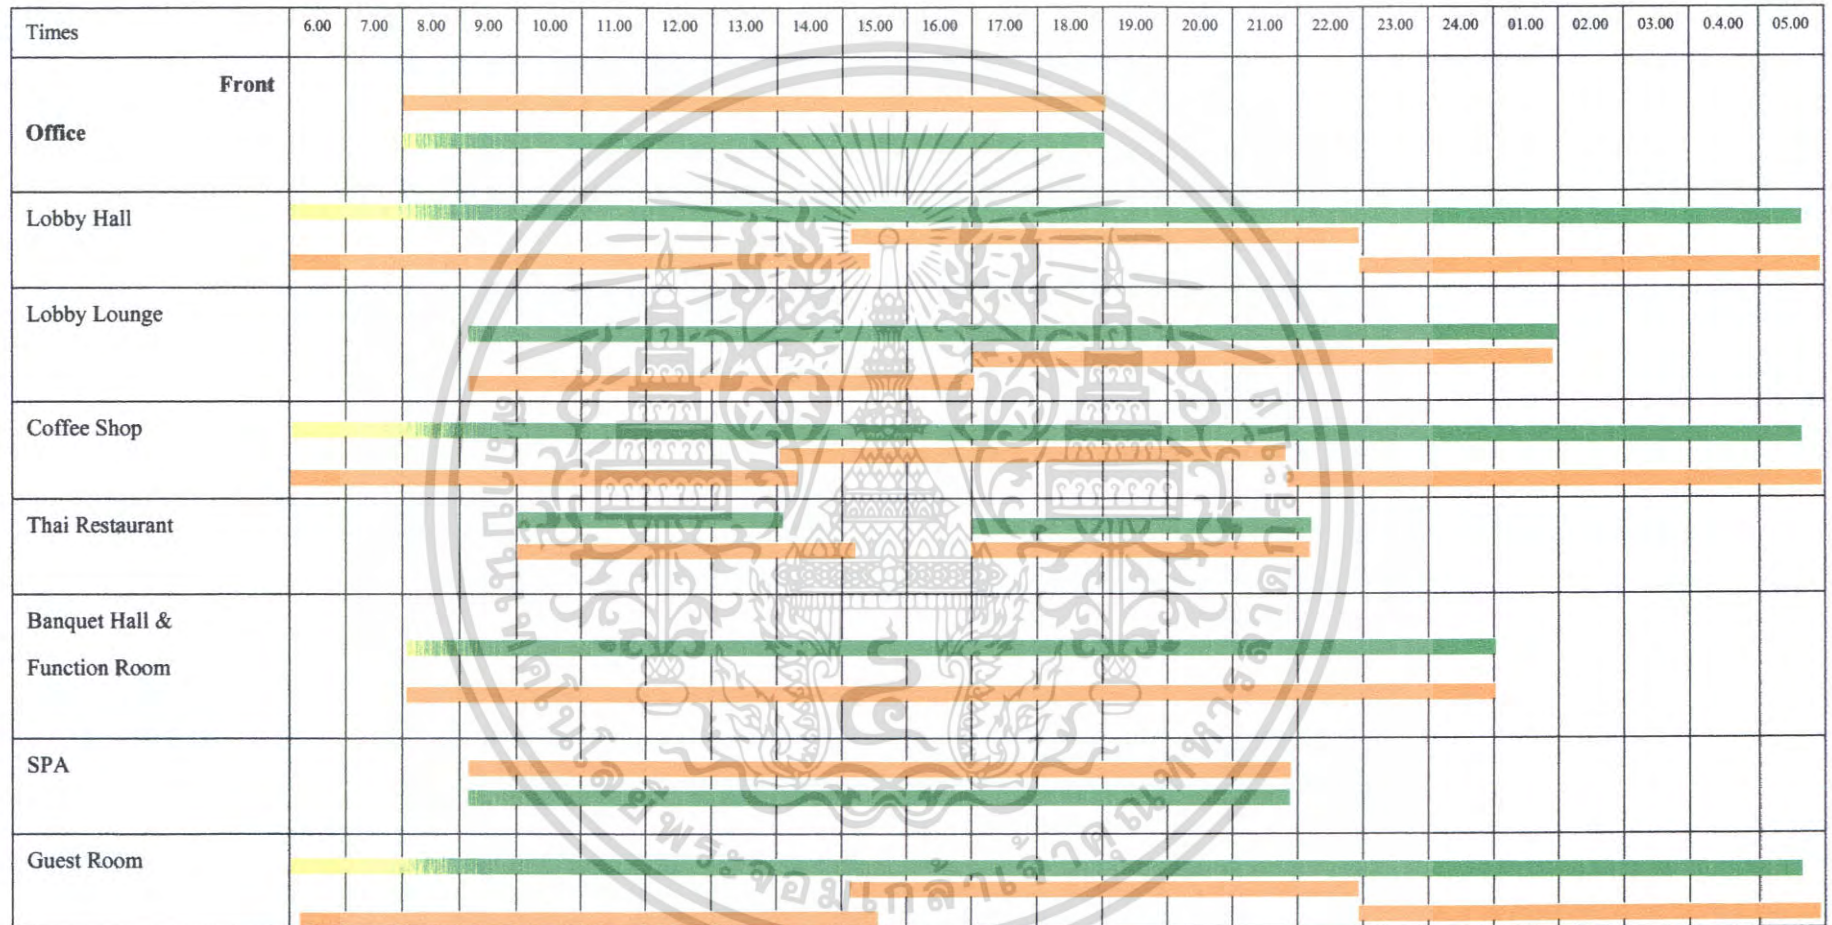 Times 6.00 7.00 8.00 9.00 10.00 11.00 12.00 13.00 14.00 15.00 16.00 17.00 18.00 19.00 20.00 21.00 22.00 23.00 24.00 01.00 02.00 03.00 0.4.00 05.00
Front
Office
Lobby Hall
Lobby Lounge
Coffee Shop
Thai Restaurant
Banquet Hall &
Function Room
SPA
Guest Room